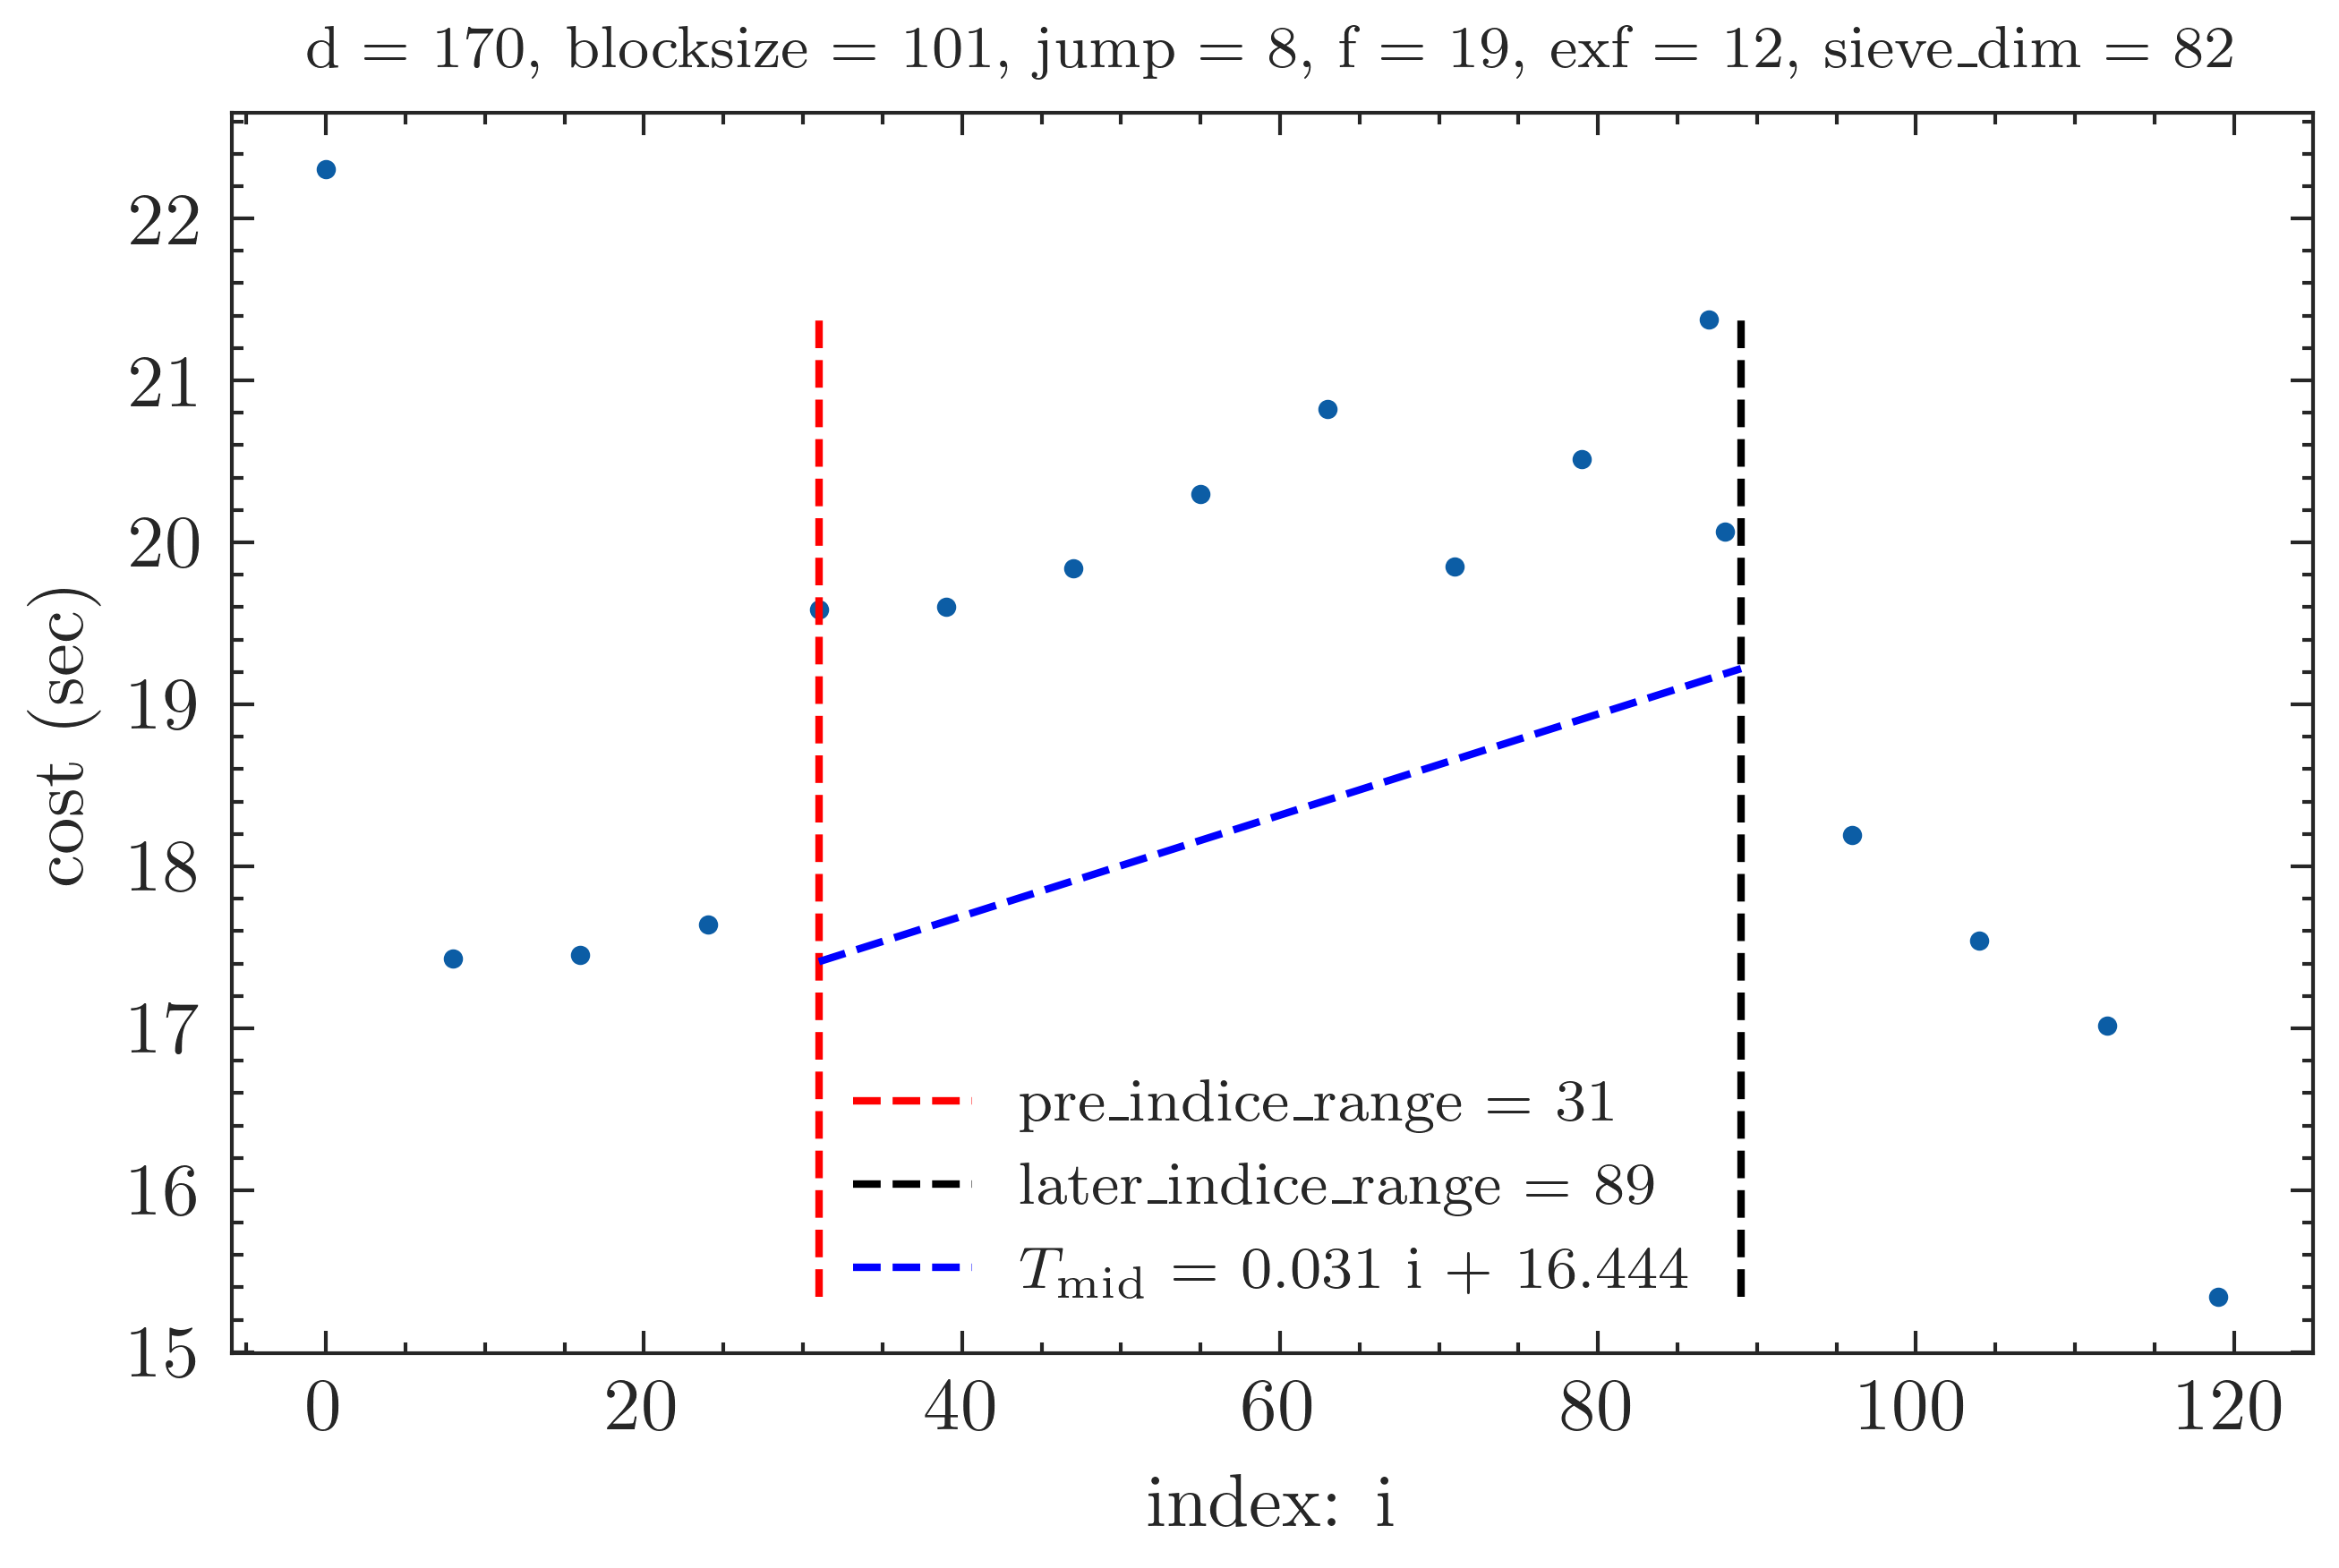 d = 170, blocksize = 101, jump = 8, f = 19, exf = 12, sieve_dim = 82
22
21
20
19
18
17
16
15
cost (sec)
pre_indice_range = 31
later_indice_range = 89
T_mid = 0.031 i + 16.444
0 20 40 60 80 100 120
index: i